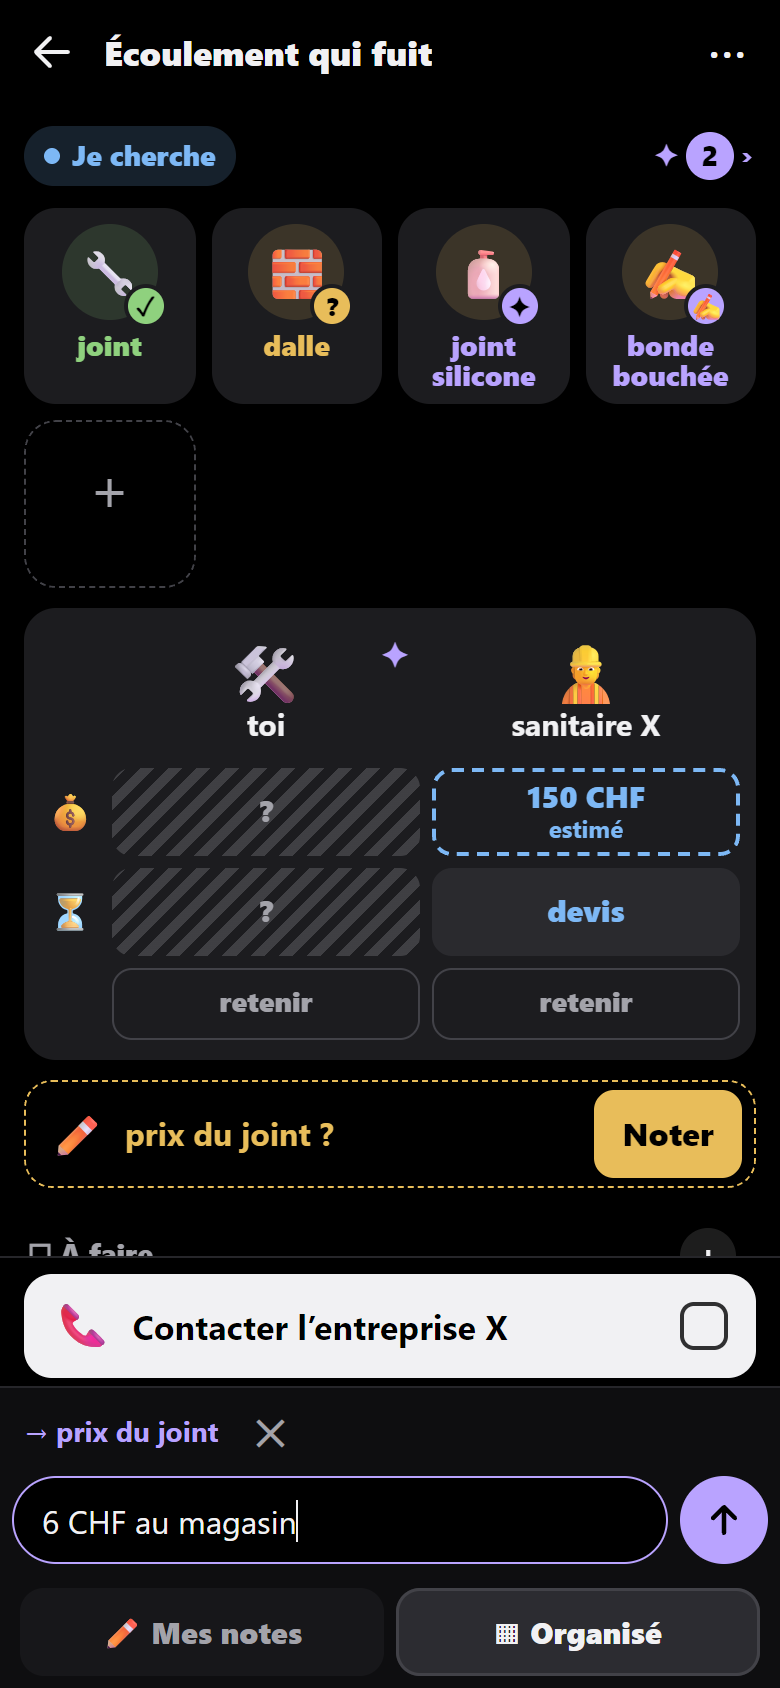 Écoulement qui fuit
Je cherche
2
joint
dalle
joint
silicone
bonde
bouchée
+
toi
sanitaire X
?
150 CHF
estimé
?
devis
retenir
retenir
prix du joint ?
Noter
À faire
+
Contacter l’entreprise X
→ prix du joint
6 CHF au magasin
Mes notes
Organisé